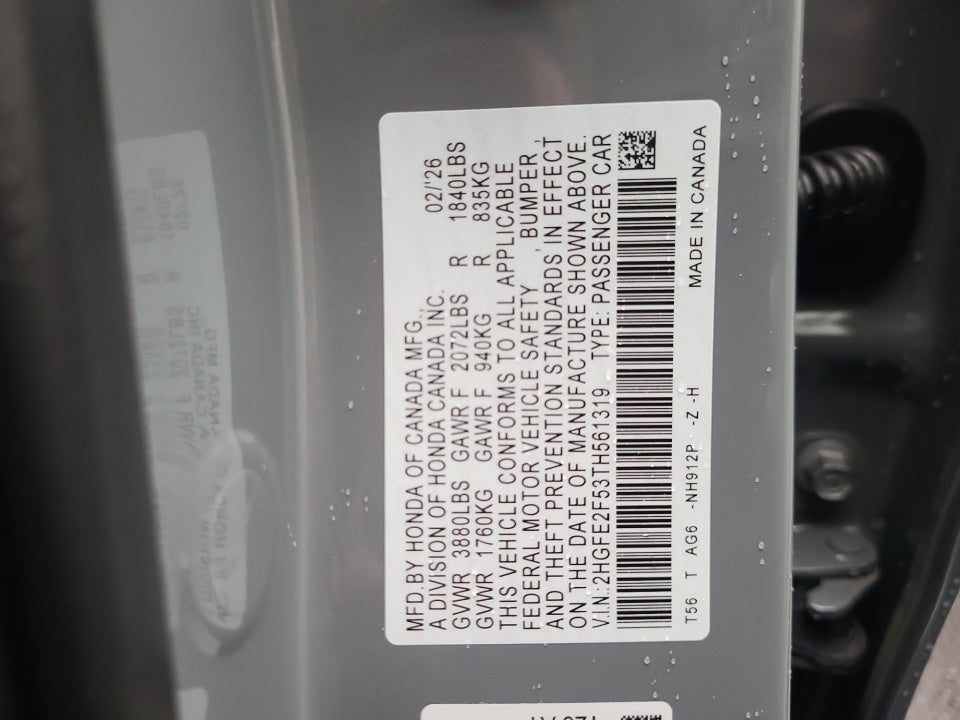 MFD.BY HONDA OF CANADA MFG., 02/'26
A DIVISION OF HONDA CANADA INC.
GVWR 3880LBS GAWR F 2072LBS R 1840LBS
GVWR 1760KG GAWR F 940KG R 835KG
THIS VEHICLE CONFORMS TO ALL APPLICABLE
FEDERAL MOTOR VEHICLE SAFETY , BUMPER ,
AND THEFT PREVENTION STANDARDS IN EFFECT
ON THE DATE OF MANUFACTURE SHOWN ABOVE.
V.I.N.:2HGFE2F53TH561319 TYPE: PASSENGER CAR
T56 T AG6 -NH912P -Z -H MADE IN CANADA